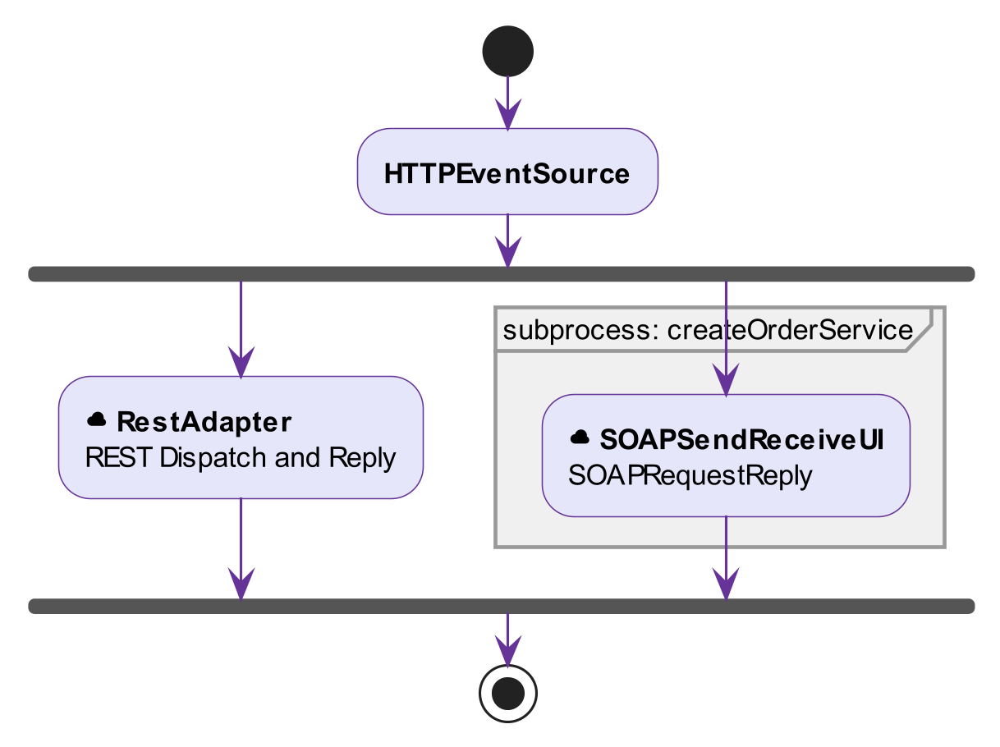 HTTPEventSource
subprocess: createOrderService
RestAdapter
REST Dispatch and Reply
SOAPSendReceiveUI
SOAPRequestReply